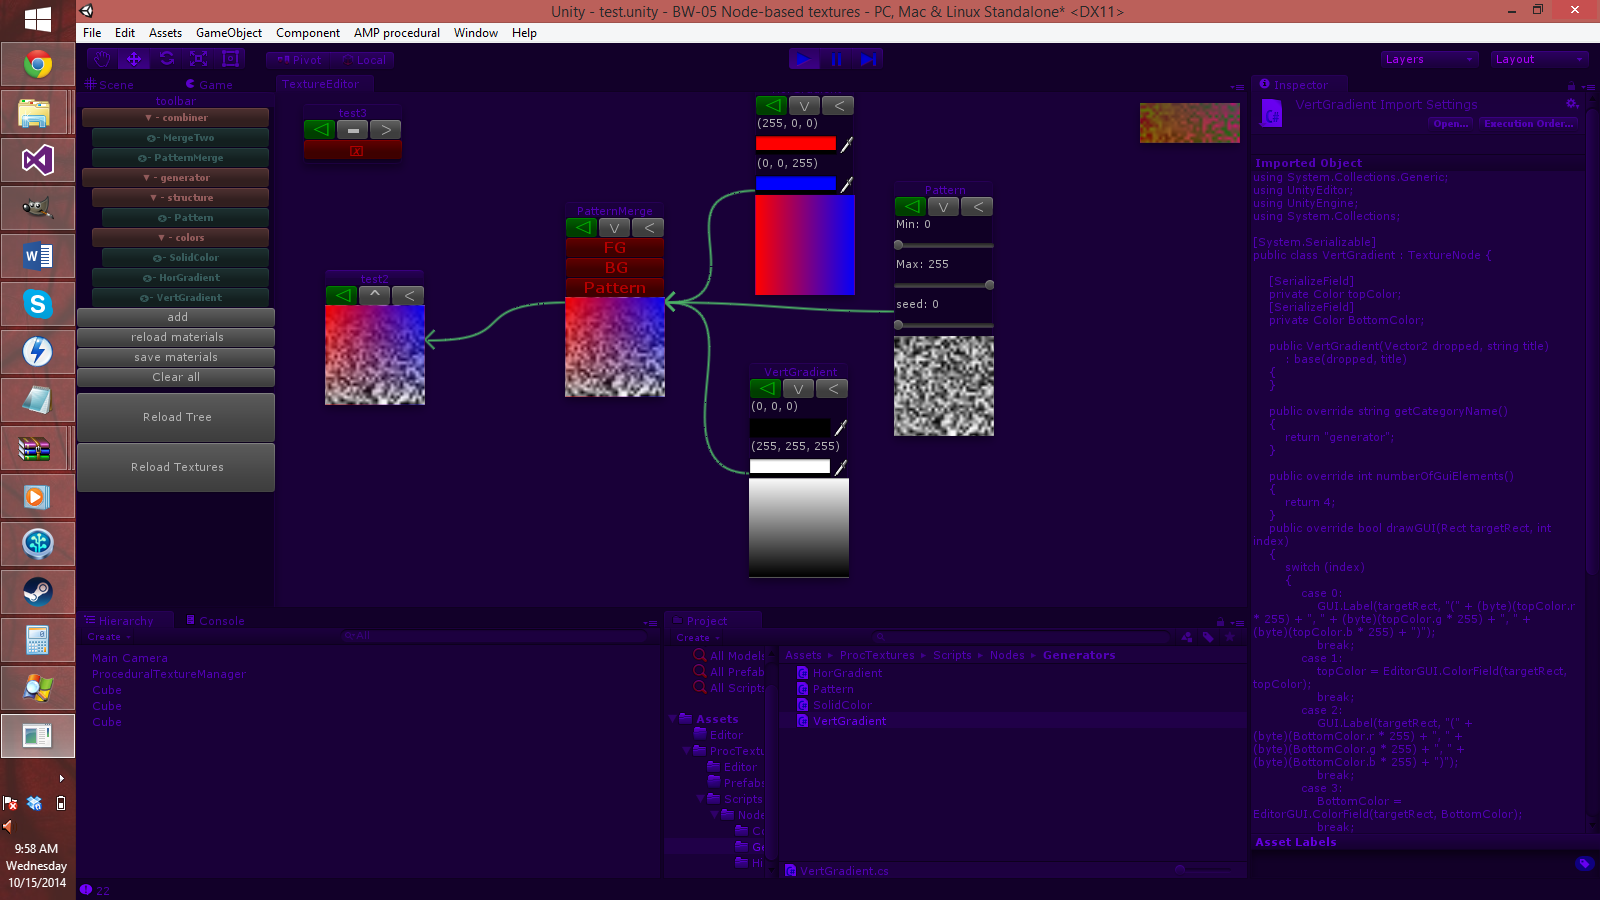 Unity - test.unity - BW-05 Node-based textures - PC, Mac & Linux Standalone* <DX11>
File Edit Assets GameObject Component AMP procedural Window Help
Pivot Local
Layers Layout
Scene Game TextureEditor
toolbar
▼ - combiner
- MergeTwo
- PatternMerge
▼ - generator
▼ - structure
- Pattern
▼ - colors
- SolidColor
- HorGradient
- VertGradient
add
reload materials
save materials
Clear all
Reload Tree
Reload Textures
test3
test2
PatternMerge
FG
BG
Pattern
(255, 0, 0)
(0, 0, 255)
VertGradient
(0, 0, 0)
(255, 255, 255)
Pattern
Min: 0
Max: 255
seed: 0
Inspector
VertGradient Import Settings
Open... Execution Order...
Imported Object
using System.Collections.Generic;
using UnityEditor;
using UnityEngine;
using System.Collections;
[System.Serializable]
public class VertGradient : TextureNode {
[SerializeField]
private Color topColor;
[SerializeField]
private Color BottomColor;
public VertGradient(Vector2 dropped, string title)
: base(dropped, title)
{
}
public override string getCategoryName()
{
return "generator";
}
public override int numberOfGuiElements()
{
return 4;
}
public override bool drawGUI(Rect targetRect, int
index)
{
switch (index)
{
case 0:
GUI.Label(targetRect, "(" + (byte)(topColor.r
* 255) + ", " + (byte)(topColor.g * 255) + ", " +
(byte)(topColor.b * 255) + ")");
break;
case 1:
topColor = EditorGUI.ColorField(targetRect,
topColor);
break;
case 2:
GUI.Label(targetRect, "(" +
(byte)(BottomColor.r * 255) + ", " +
(byte)(BottomColor.g * 255) + ", " +
(byte)(BottomColor.b * 255) + ")");
break;
case 3:
BottomColor =
EditorGUI.ColorField(targetRect, BottomColor);
break;
Asset Labels
Hierarchy Console
Create All
Main Camera
ProceduralTextureManager
Cube
Cube
Cube
Project
Create
All Models
All Prefab
All Scripts
Assets
Editor
ProcTextu
Editor
Prefabs
Scripts
Node
Assets ▸ ProcTextures ▸ Scripts ▸ Nodes ▸ Generators
HorGradient
Pattern
SolidColor
VertGradient
VertGradient.cs
22
9:58 AM
Wednesday
10/15/2014